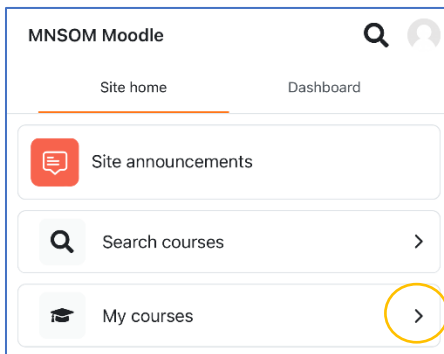 MNSOM Moodle
Site home Dashboard
Site announcements
Search courses
My courses